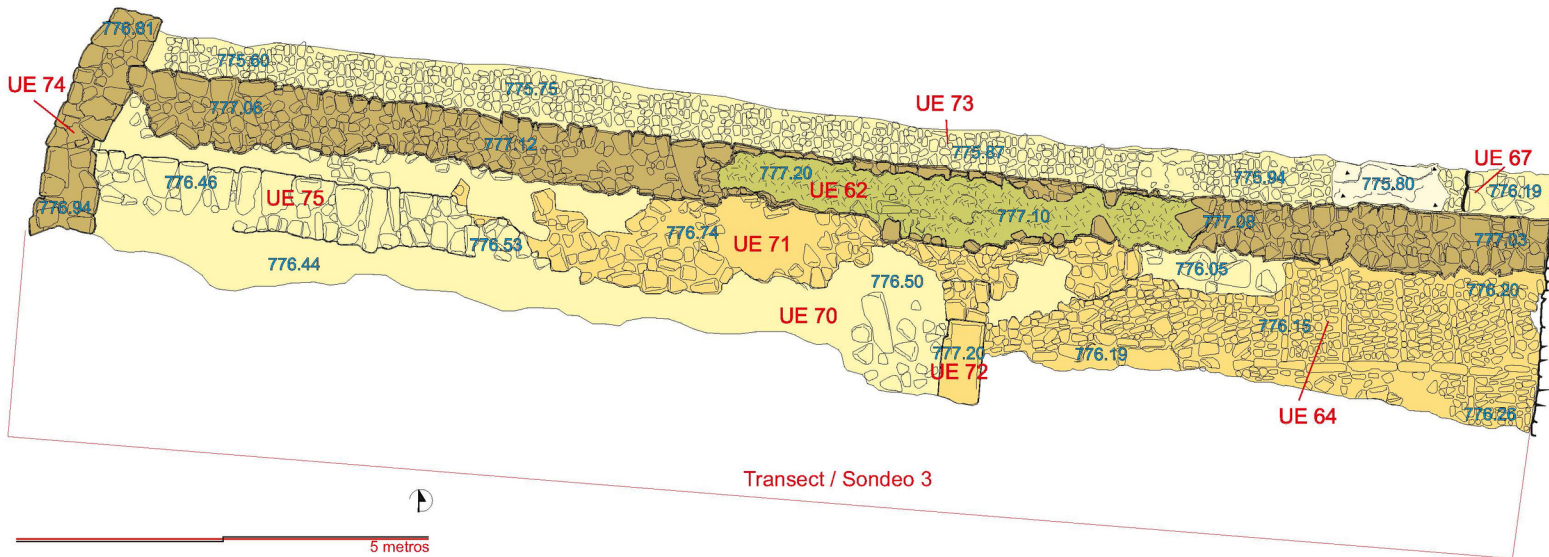 776.91
775.60
UE 74
775.75
777.06
UE 73
777.12
775.87
UE 67
777.20
UE 62
776.94
775.80
776.19
776.46
UE 75
777.10
777.08
777.03
776.94
776.53
776.74
UE 71
776.05
776.44
776.50
776.20
UE 70
776.15
777.20
776.19
UE 72
UE 64
776.26
Transect / Sondeo 3
5 metros